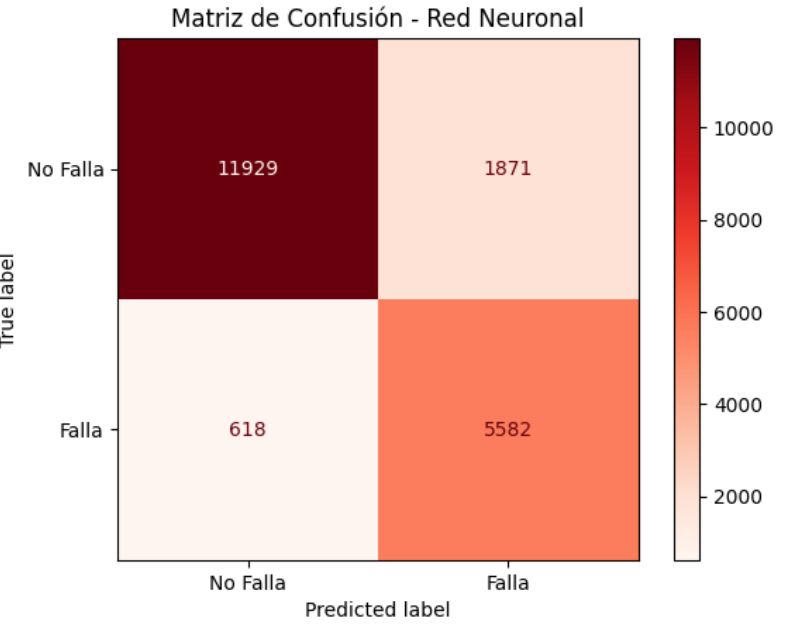 Matriz de Confusión - Red Neuronal
No Falla
11929
1871
Falla
618
5582
True label
No Falla
Falla
Predicted label
10000
8000
6000
4000
2000